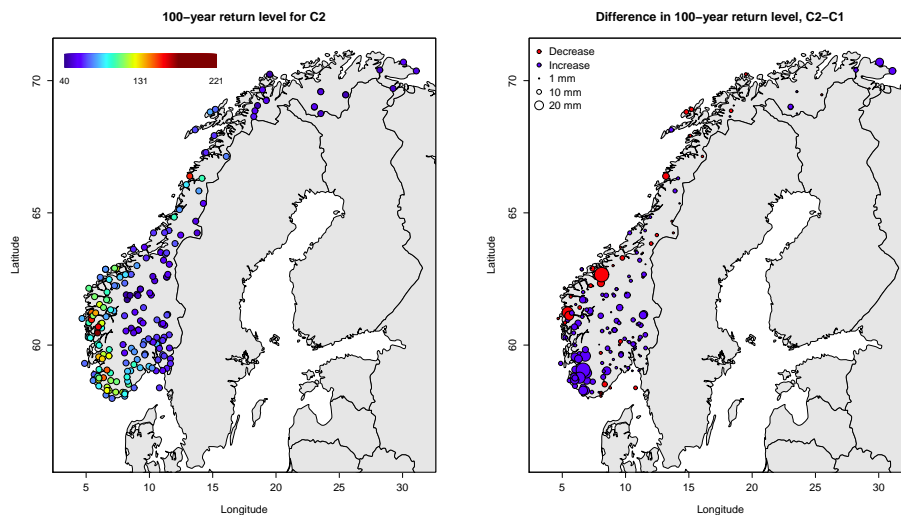 100−year return level for C2
40 131 221
70
65
60
Latitude
5 10 15 20 25 30
Longitude
Difference in 100−year return level, C2−C1
Decrease
Increase
1 mm
10 mm
20 mm
70
65
60
Latitude
5 10 15 20 25 30
Longitude